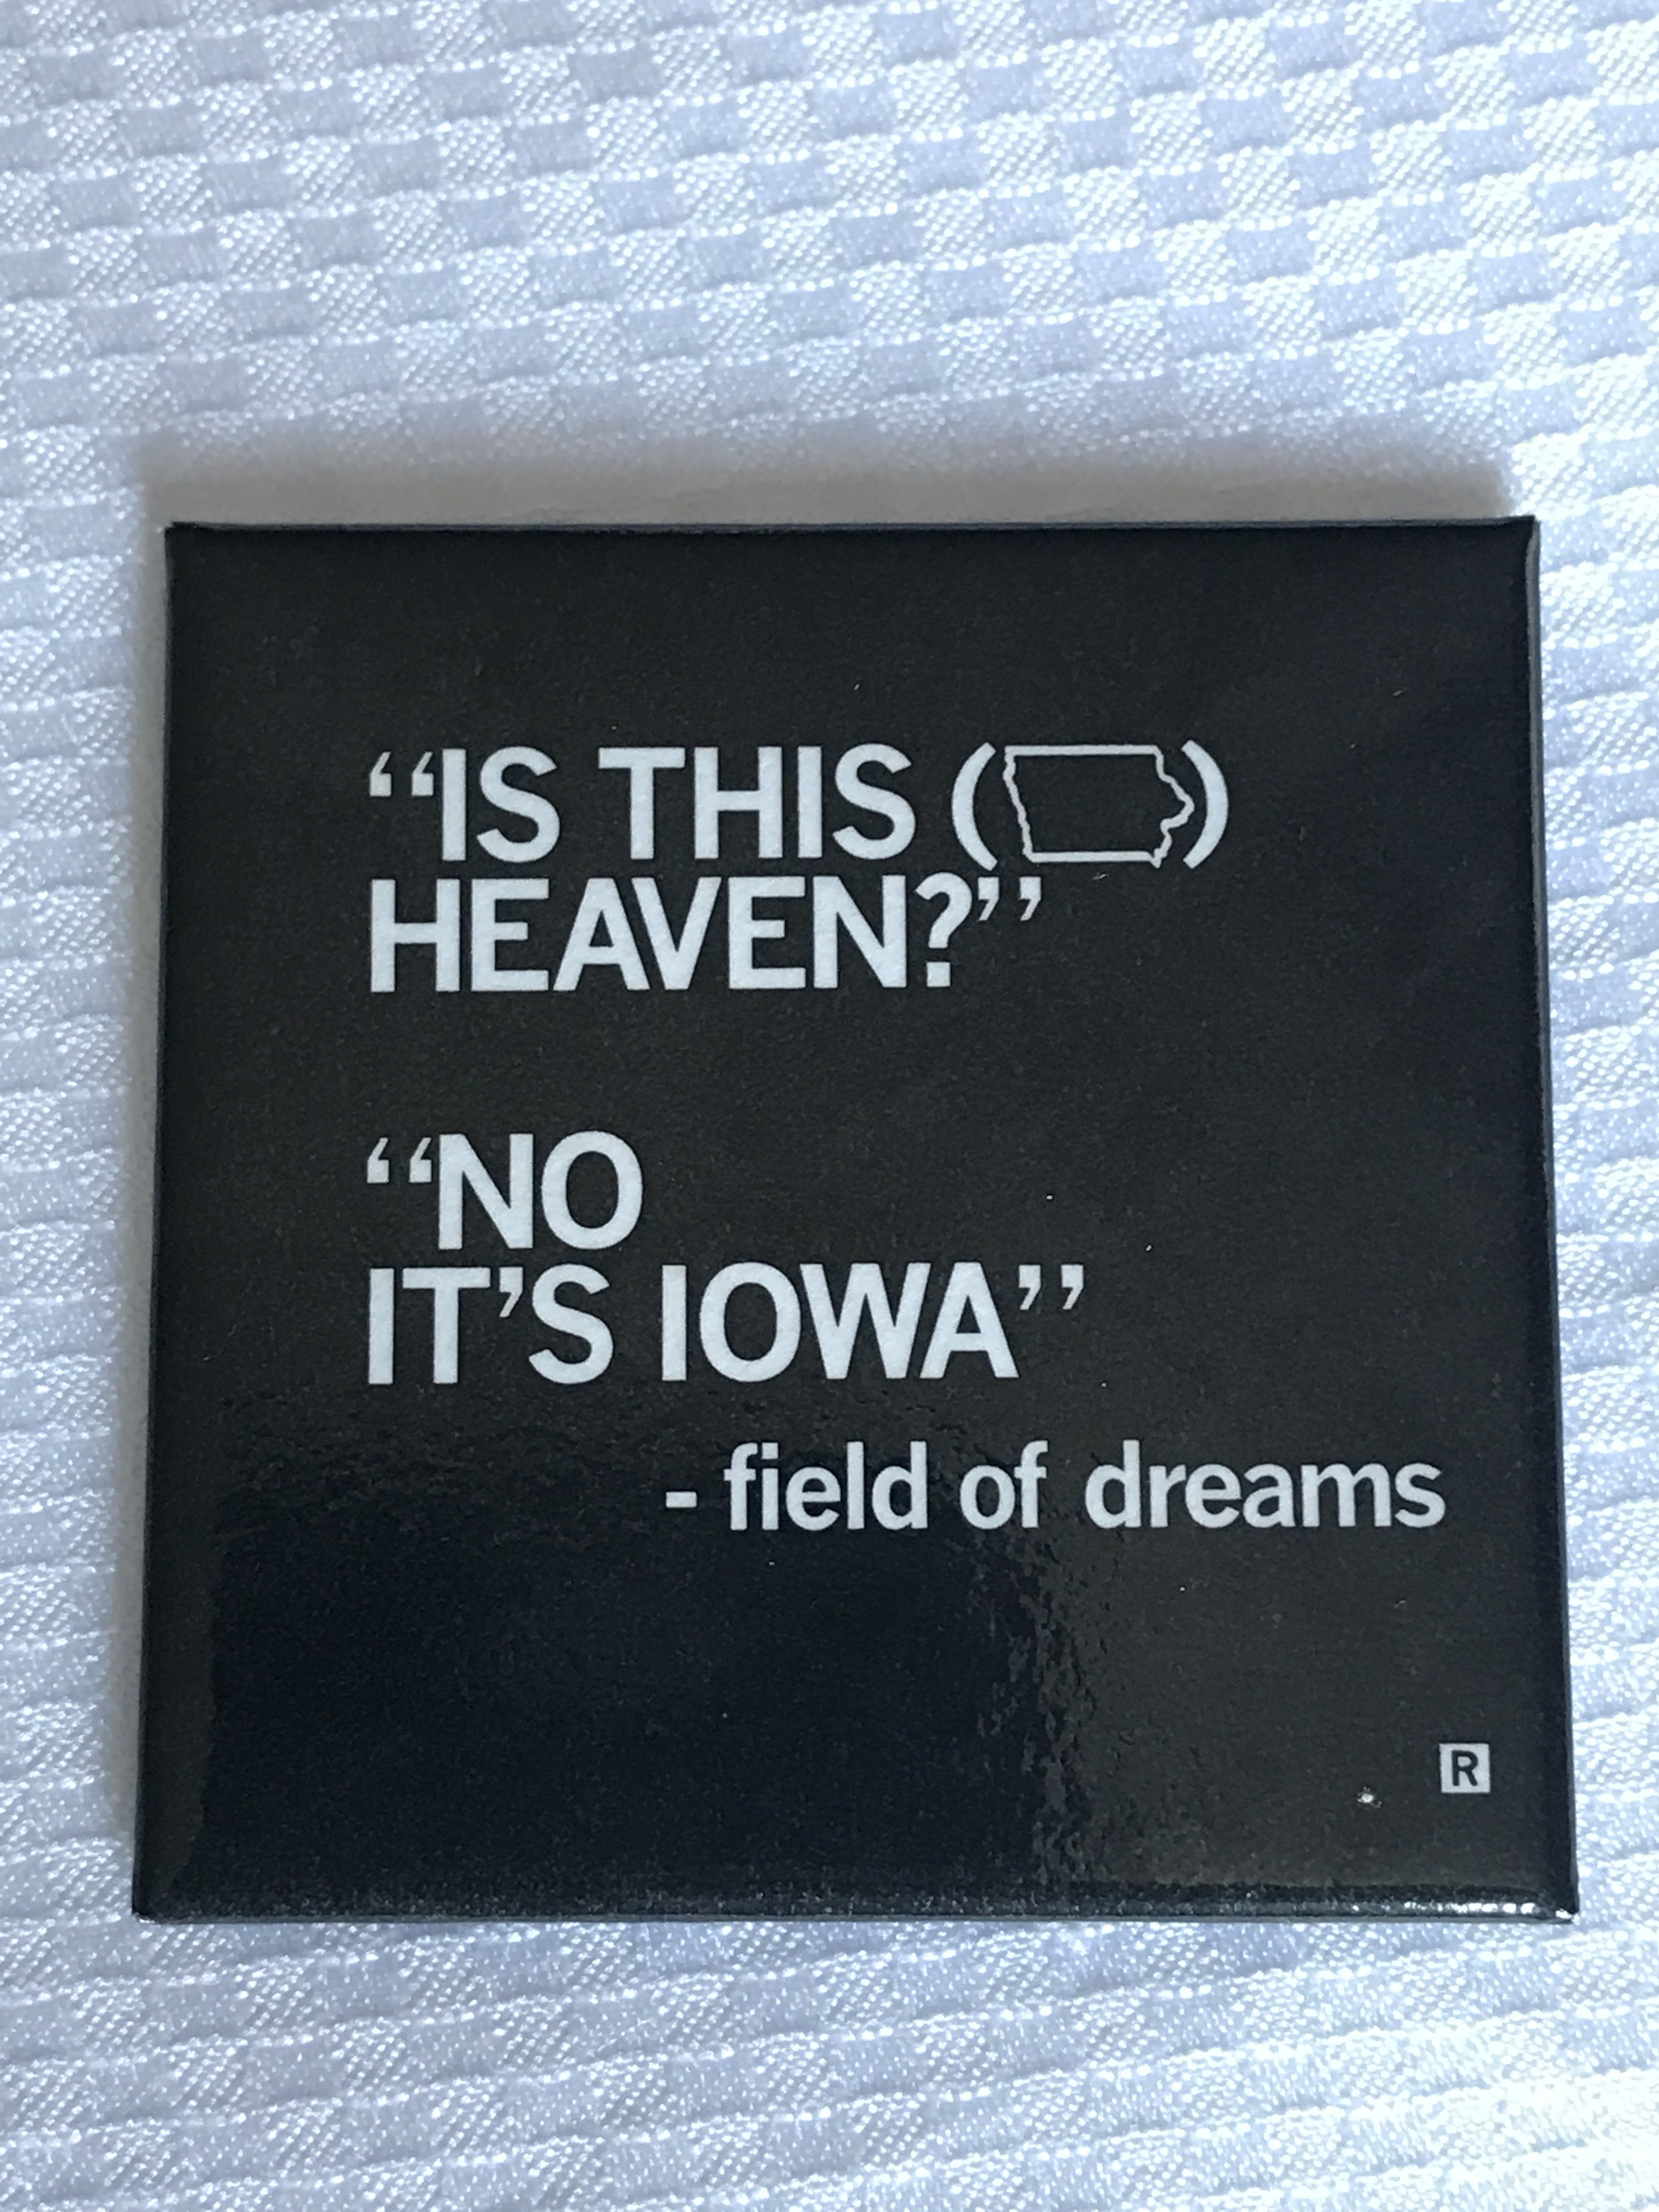 “IS THIS ( )
HEAVEN?”
“NO
IT’S IOWA”
- field of dreams
R